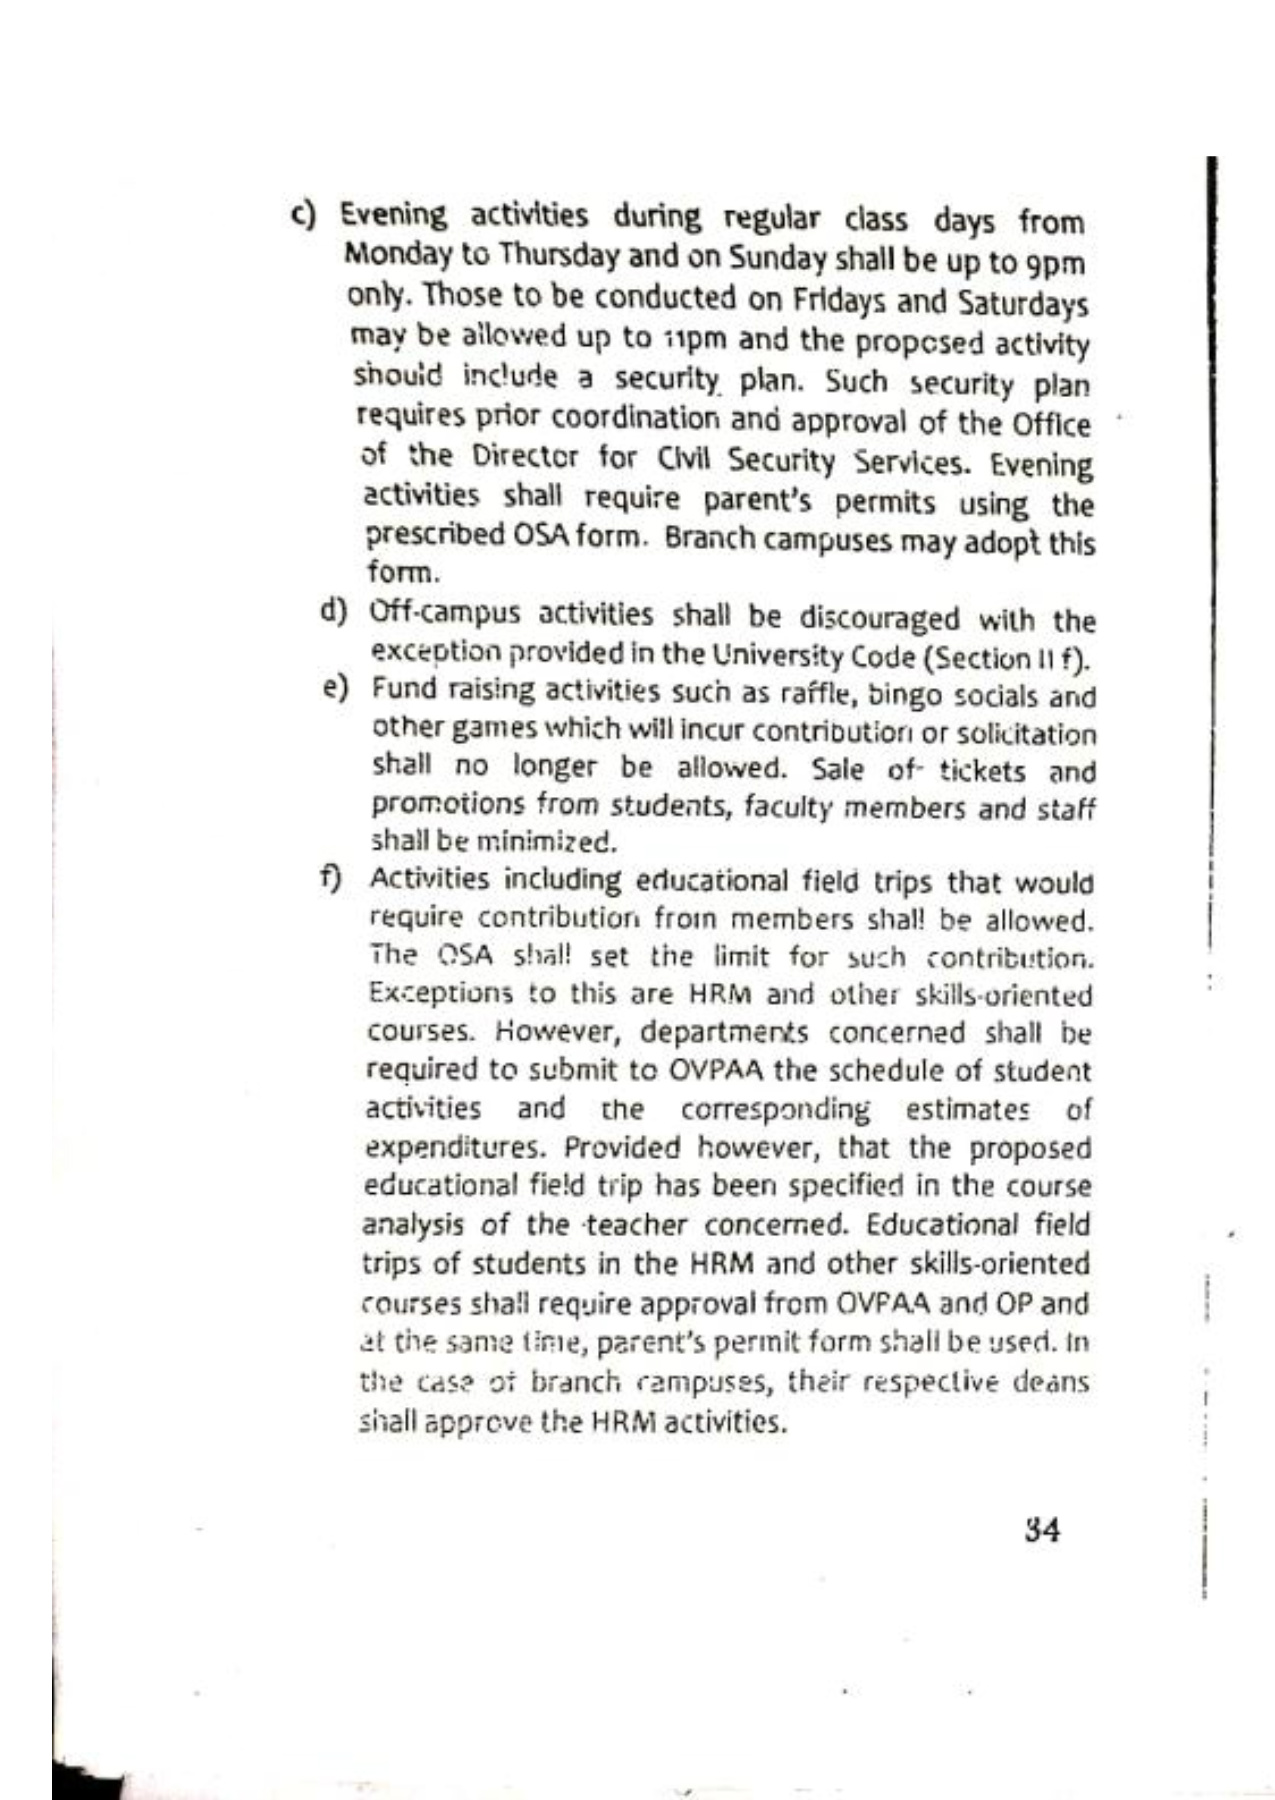 c) Evening activities during regular class days from
Monday to Thursday and on Sunday shall be up to 9pm
only. Those to be conducted on Fridays and Saturdays
may be allowed up to 11pm and the proposed activity
should include a security plan. Such security plan
requires prior coordination and approval of the Office
of the Director for Civil Security Services. Evening
activities shall require parent's permits using the
prescribed OSA form. Branch campuses may adopt this
form.
d) Off-campus activities shall be discouraged with the
exception provided in the University Code (Section II f).
e) Fund raising activities such as raffle, bingo socials and
other games which will incur contribution or solicitation
shall no longer be allowed. Sale of tickets and
promotions from students, faculty members and staff
shall be minimized.
f) Activities including educational field trips that would
require contribution from members shall be allowed.
The OSA shall set the limit for such contribution.
Exceptions to this are HRM and other skills-oriented
courses. However, departments concerned shall be
required to submit to OVPAA the schedule of student
activities and the corresponding estimates of
expenditures. Provided however, that the proposed
educational field trip has been specified in the course
analysis of the teacher concerned. Educational field
trips of students in the HRM and other skills-oriented
courses shall require approval from OVPAA and OP and
at the same time, parent's permit form shall be used. In
the case of branch campuses, their respective deans
shall approve the HRM activities.
34